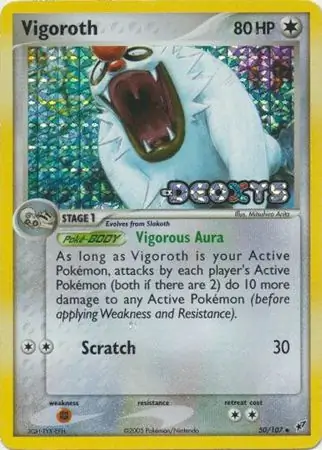 Vigoroth 80 HP
DEOXYS
Illus. Mitsuhiro Arita
STAGE 1
Evolves from Slakoth
Poké-BODY Vigorous Aura
As long as Vigoroth is your Active
Pokémon, attacks by each player's Active
Pokémon (both if there are 2) do 10 more
damage to any Active Pokémon (before
applying Weakness and Resistance).
Scratch 30
weakness resistance retreat cost
©2005 Pokémon/Nintendo 50/107